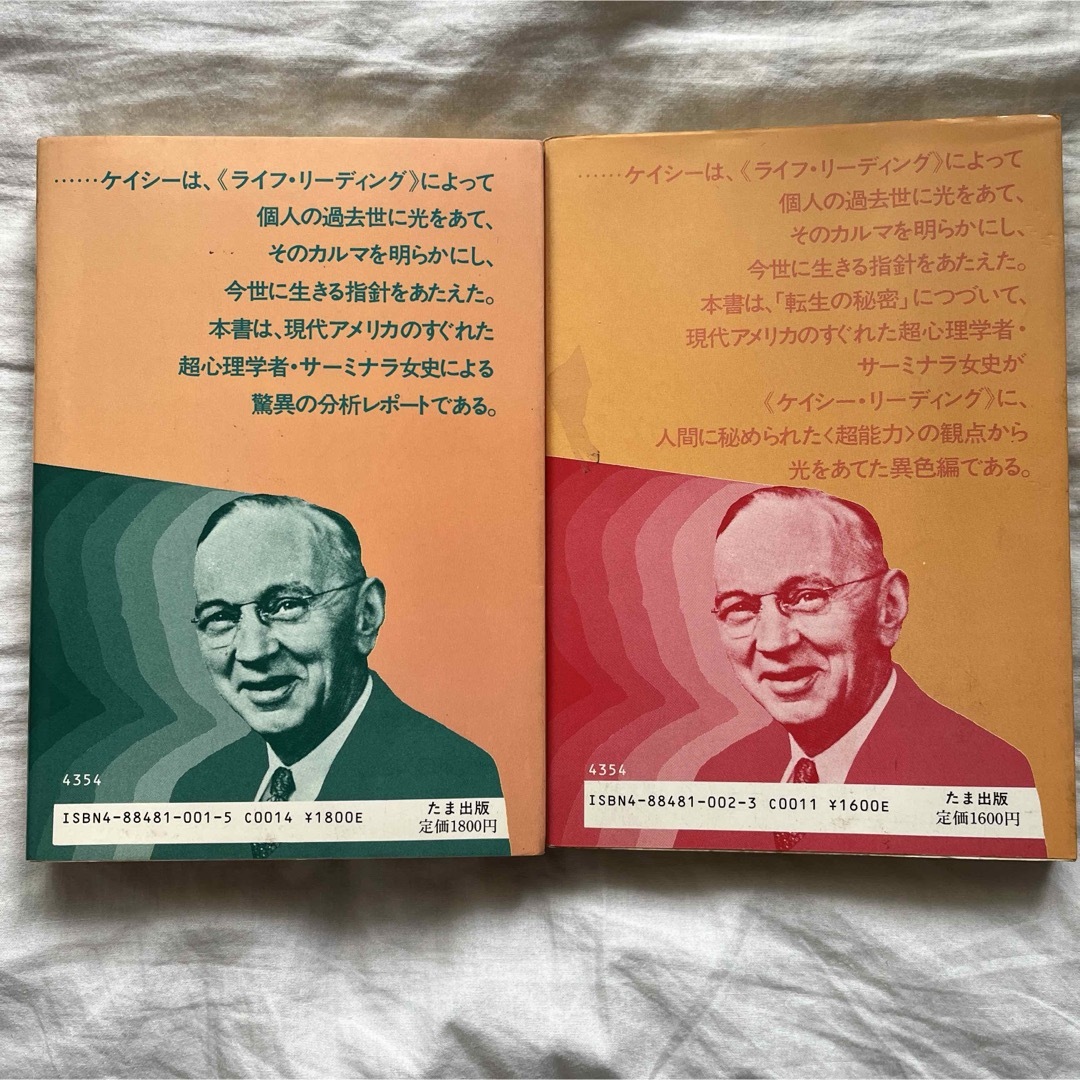 ……ケイシーは、《ライフ・リーディング》によって
個人の過去世に光をあて、
そのカルマを明らかにし、
今世に生きる指針をあたえた。
本書は、現代アメリカのすぐれた
超心理学者・サーミナラ女史による
驚異の分析レポートである。
4354
ISBN4-88481-001-5 C0014 ¥1800E
たま出版
定価1800円
……ケイシーは、《ライフ・リーディング》によって
個人の過去世に光をあて、
そのカルマを明らかにし、
今世に生きる指針をあたえた。
本書は、「転生の秘密」につづいて、
現代アメリカのすぐれた超心理学者・
サーミナラ女史が
《ケイシー・リーディング》に、
人間に秘められた〈超能力〉の観点から
光をあてた異色編である。
4354
ISBN4-88481-002-3 C0011 ¥1600E
たま出版
定価1600円